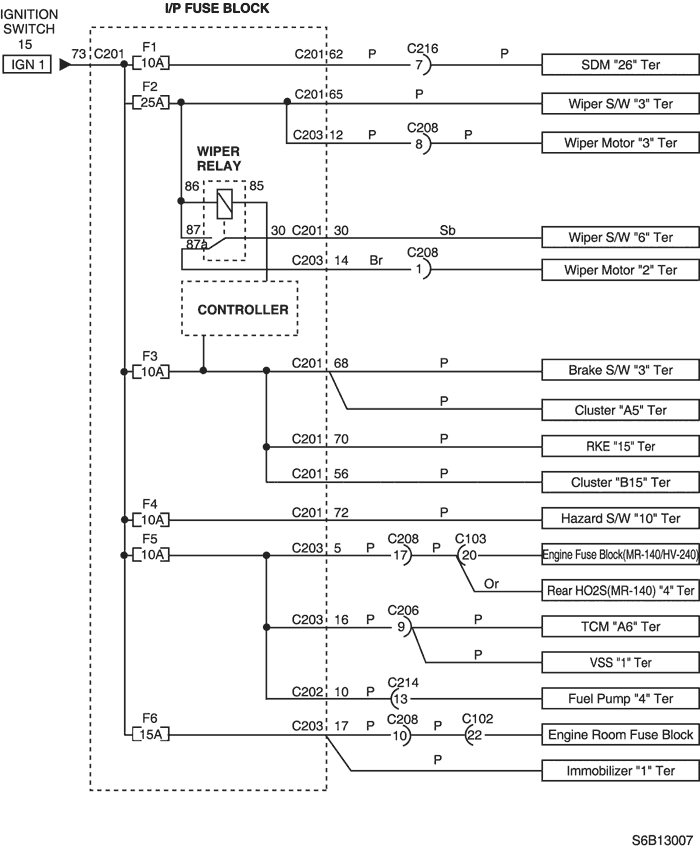 I/P FUSE BLOCK
IGNITION
SWITCH
15
IGN 1
73 C201
F1
10A
C201 62 P C216 7 P SDM "26" Ter
F2
25A
C201 65 P Wiper S/W "3" Ter
C203 12 P C208 8 P Wiper Motor "3" Ter
WIPER
RELAY
86 85
87 30 C201 30 Sb Wiper S/W "6" Ter
87a
C203 14 Br C208 1 Wiper Motor "2" Ter
CONTROLLER
F3
10A
C201 68 P Brake S/W "3" Ter
P Cluster "A5" Ter
C201 70 P RKE "15" Ter
C201 56 P Cluster "B15" Ter
F4
10A
C201 72 P Hazard S/W "10" Ter
F5
10A
C203 5 P C208 17 P C103 20 Engine Fuse Block(MR-140/HV-240)
Or Rear HO2S(MR-140) "4" Ter
C203 16 P C206 9 P TCM "A6" Ter
P VSS "1" Ter
C202 10 P C214 13 Fuel Pump "4" Ter
F6
15A
C203 17 P C208 10 P C102 22 Engine Room Fuse Block
P Immobilizer "1" Ter
S6B13007